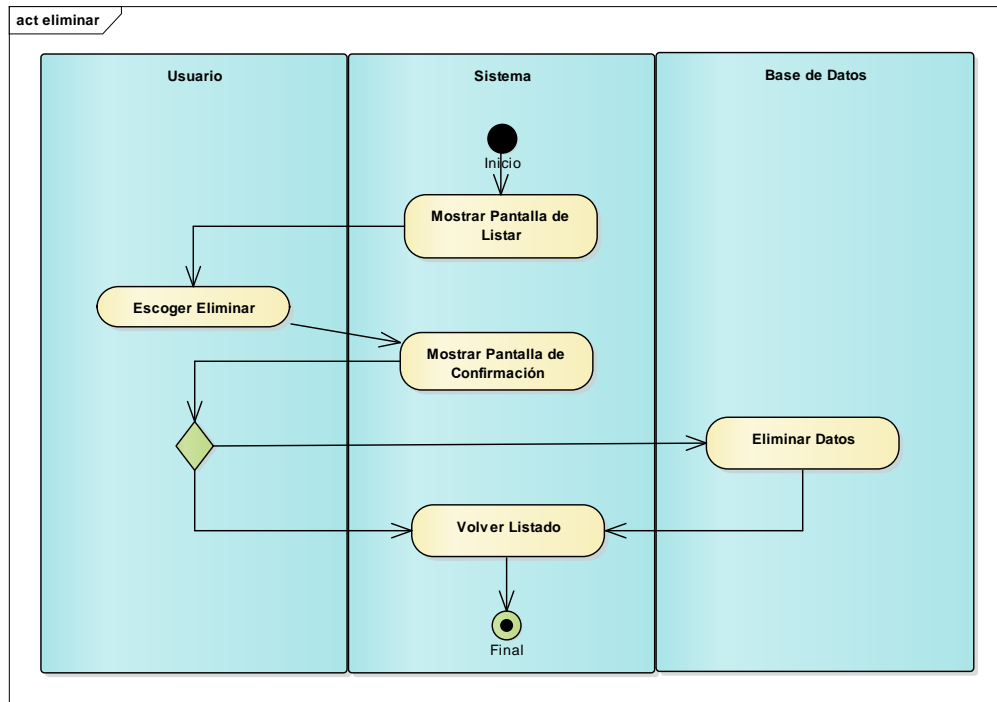 act eliminar
Usuario
Sistema
Base de Datos
Inicio
Mostrar Pantalla de
Listar
Escoger Eliminar
Mostrar Pantalla de
Confirmación
Eliminar Datos
Volver Listado
Final